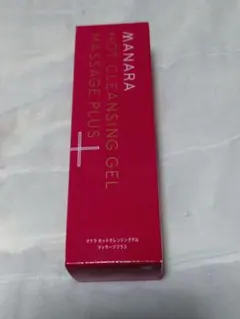 MANARA
HOT CLEANSING GEL
MASSAGE PLUS
マナラ ホットクレンジングゲル
マッサージプラス